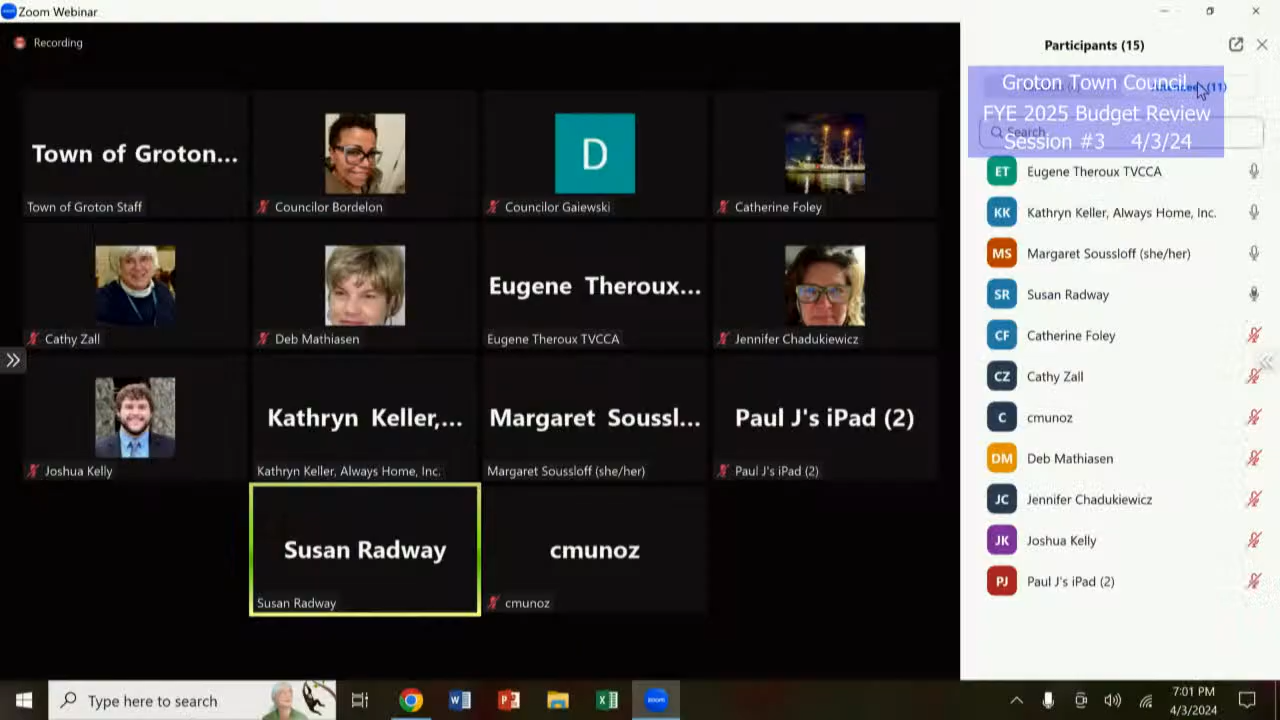 Zoom Webinar
Recording
Town of Groton...
Town of Groton Staff
Councilor Bordelon
D
Councilor Gaiewski
Catherine Foley
Cathy Zall
Deb Mathiasen
Eugene Theroux...
Eugene Theroux TVCCA
Jennifer Chadukiewicz
Joshua Kelly
Kathryn Keller,...
Kathryn Keller, Always Home, Inc.
Margaret Soussl...
Margaret Soussloff (she/her)
Paul J's iPad (2)
Paul J's iPad (2)
Susan Radway
Susan Radway
cmunoz
cmunoz
Participants (15)
Groton Town Council
FYE 2025 Budget Review
Session #3 4/3/24
(11)
Search
ET Eugene Theroux TVCCA
KK Kathryn Keller, Always Home, Inc.
MS Margaret Soussloff (she/her)
SR Susan Radway
CF Catherine Foley
CZ Cathy Zall
C cmunoz
DM Deb Mathiasen
JC Jennifer Chadukiewicz
JK Joshua Kelly
PJ Paul J's iPad (2)
Type here to search
7:01 PM
4/3/2024